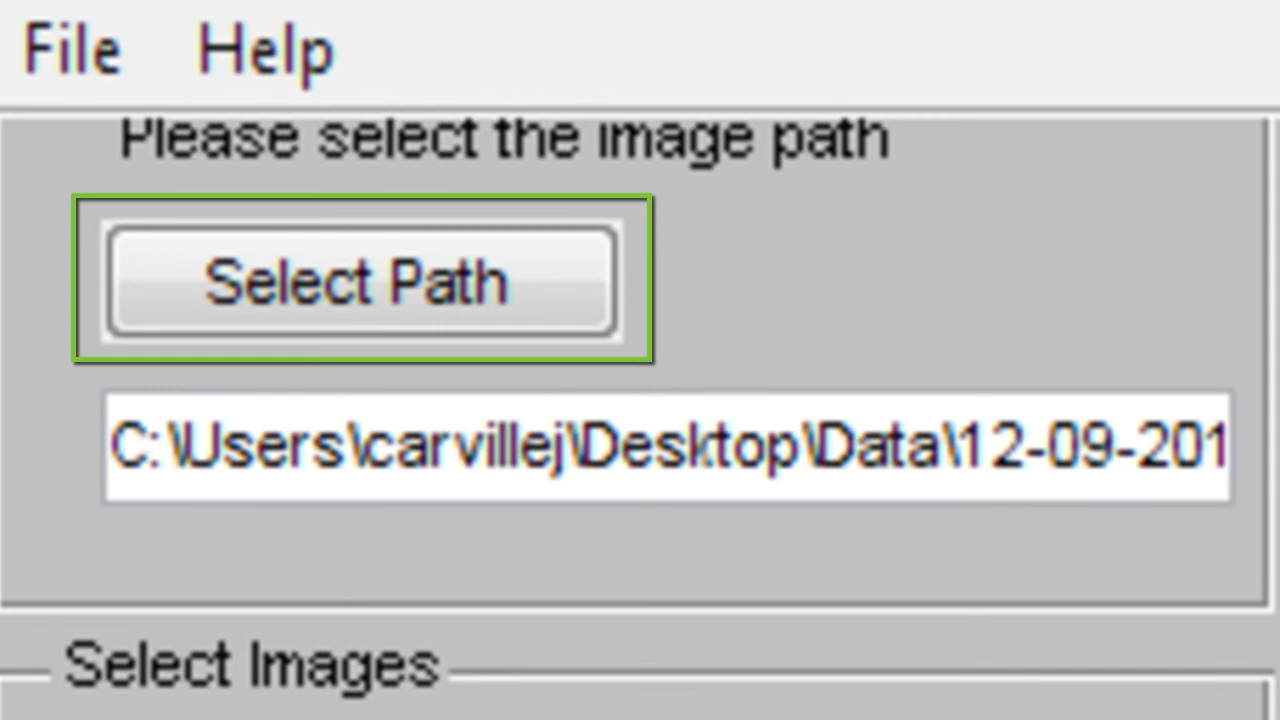 File Help
Please select the image path
Select Path
C:\Users\carvillej\Desktop\Data\12-09-201
Select Images